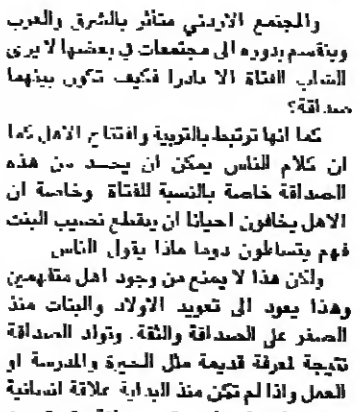 والمجتمع الاردني متأثر بالشرق والغرب
وينقسم بدوره الى مجتمعات في بعضها لا يرى
الشاب الفتاة الا نادرا فكيف تكون بينهما
صداقة؟
كما انها ترتبط بالتربية وافتتاح الاهل كما
ان كلام الناس يمكن ان يحسد من هذه
الصداقة خاصة بالنسبة للفتاة وخاصة ان
الاهل يخافون احيانا ان ينقطع نصيب البنت
فهم يتساءلون دوما ماذا يقول الناس
ولكن هذا لا يمنع من وجود اهل متفهمين
وهذا يعود الى تعويد الاولاد والبنات منذ
الصغر على الصداقة والثقة. وتولد الصداقة
نتيجة لمعرفة قديمة مثل الجيرة والمدرسة او
العمل واذا لم تكن منذ البداية علاقة انسانية